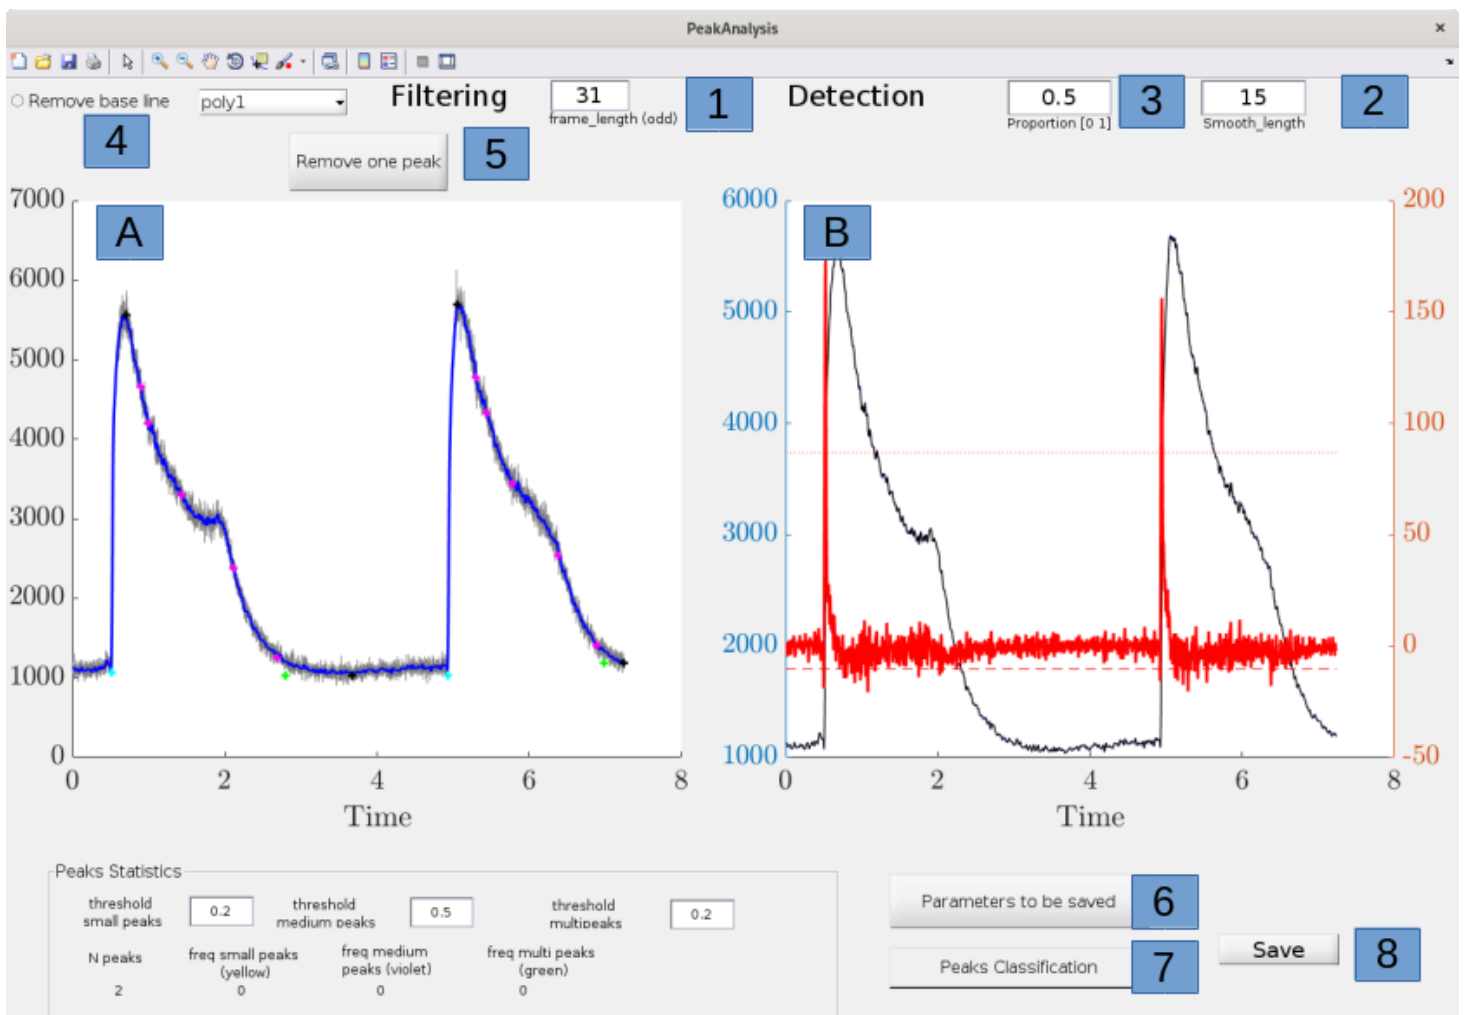 PeakAnalysis ×
Remove base line poly1 Filtering 31 1 Detection 0.5 3 15 2
frame_length (odd) Proportion [0 1] Smooth_length
4 Remove one peak 5
7000
6000
5000
4000
3000
2000
1000
0
A
0 2 4 6 8
Time
6000
5000
4000
3000
2000
1000
B
200
150
100
50
0
-50
0 2 4 6 8
Time
Peaks Statistics
threshold
small peaks
0.2
threshold
medium peaks
0.5
threshold
multipeaks
0.2
N peaks
2
freq small peaks
(yellow)
0
freq medium
peaks (violet)
0
freq multi peaks
(green)
0
Parameters to be saved 6
Peaks Classification 7
Save 8